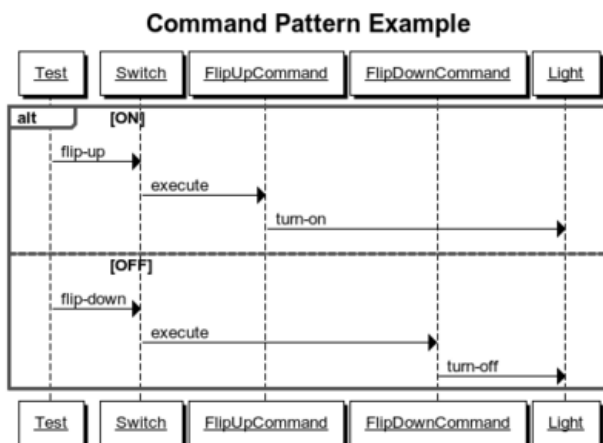 Command Pattern Example
Test Switch FlipUpCommand FlipDownCommand Light
alt [ON]
flip-up
execute
turn-on
[OFF]
flip-down
execute
turn-off
Test Switch FlipUpCommand FlipDownCommand Light